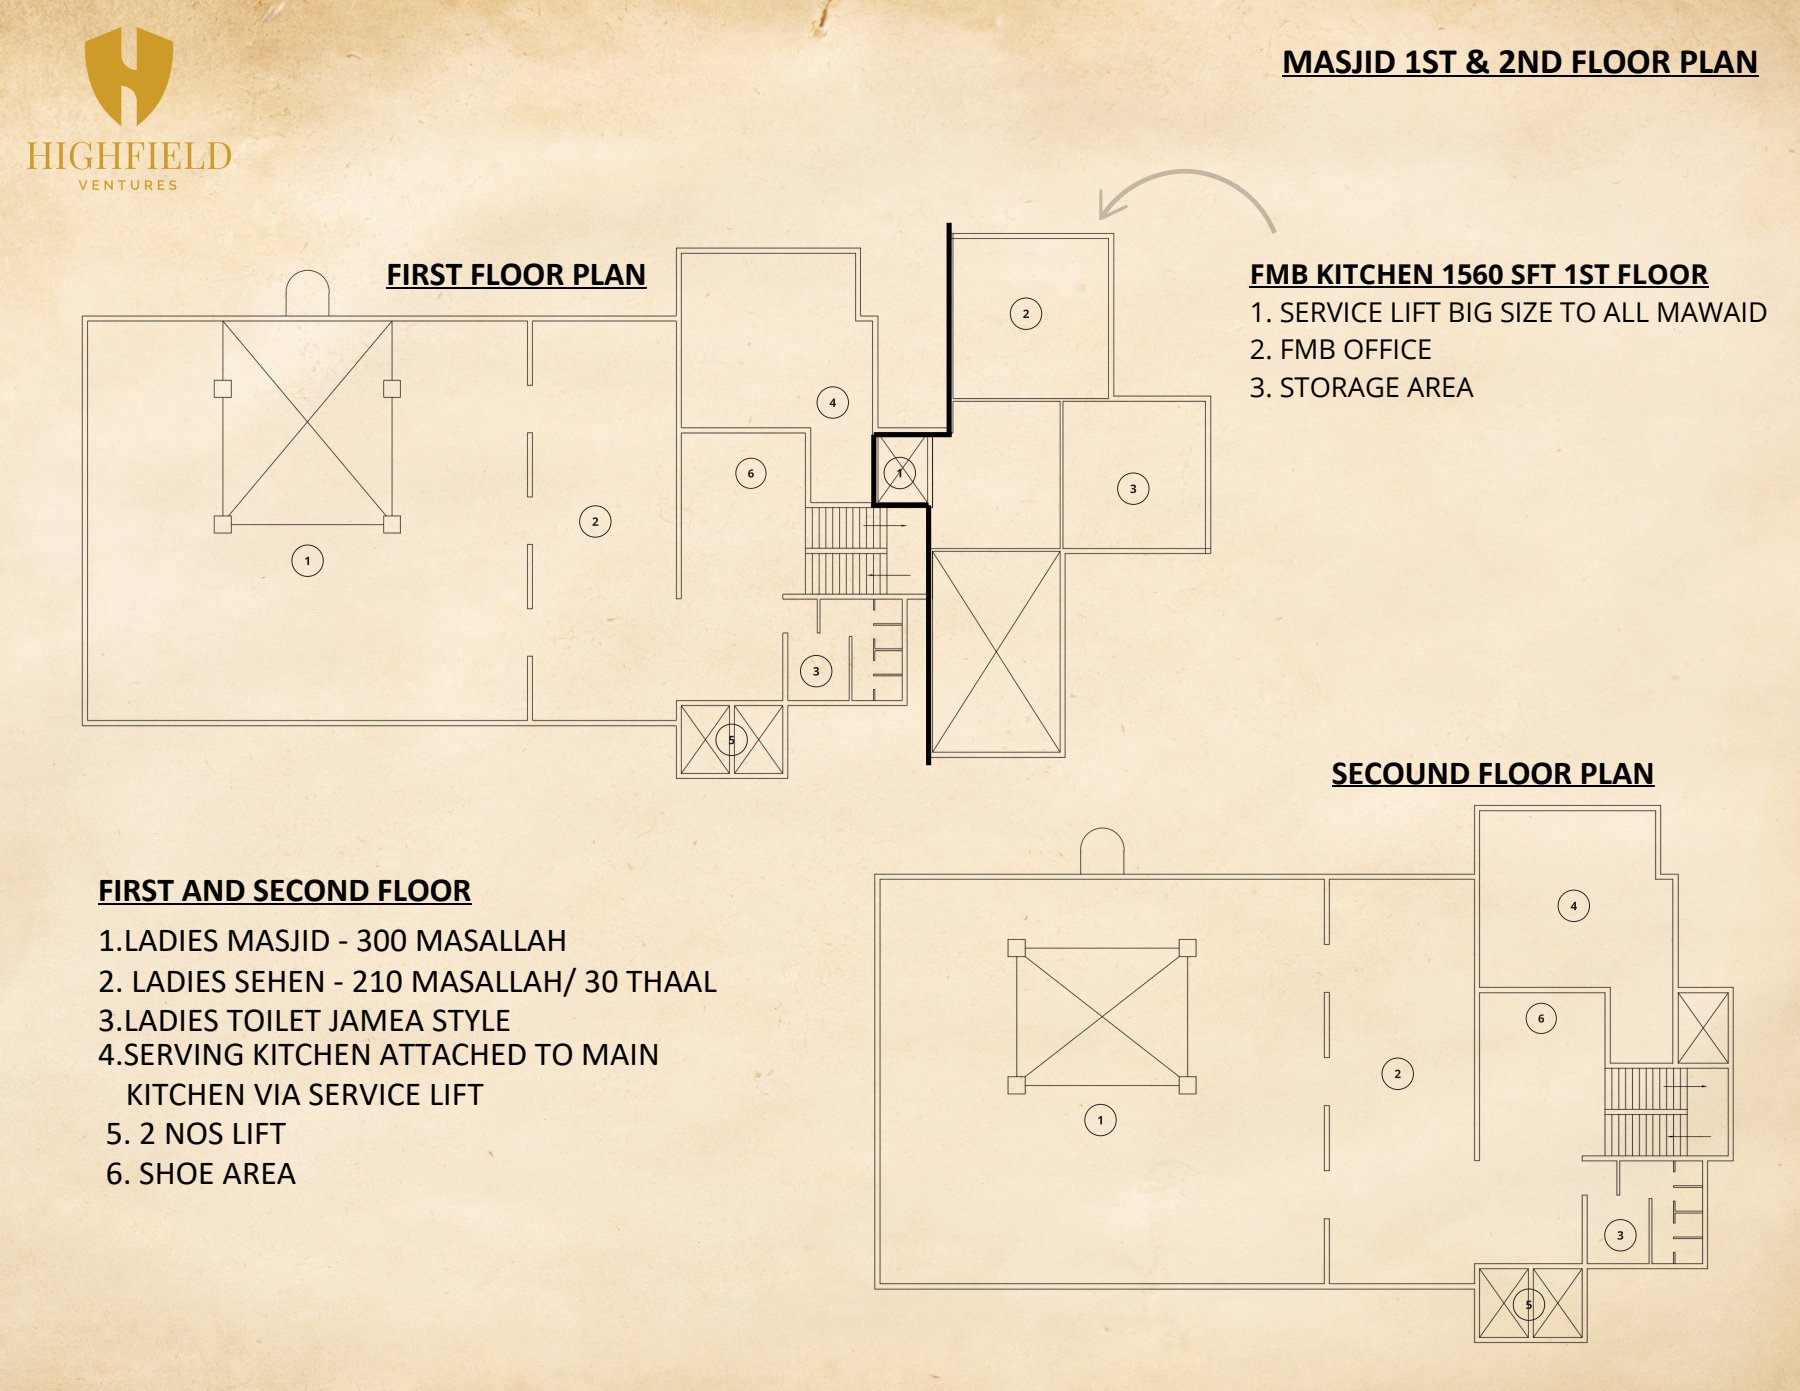 HIGHFIELD
VENTURES
MASJID 1ST & 2ND FLOOR PLAN
FIRST FLOOR PLAN
1
2
3
4
5
6
1
2
3
FMB KITCHEN 1560 SFT 1ST FLOOR
1. SERVICE LIFT BIG SIZE TO ALL MAWAID
2. FMB OFFICE
3. STORAGE AREA
FIRST AND SECOND FLOOR
1.LADIES MASJID - 300 MASALLAH
2. LADIES SEHEN - 210 MASALLAH/ 30 THAAL
3.LADIES TOILET JAMEA STYLE
4.SERVING KITCHEN ATTACHED TO MAIN
KITCHEN VIA SERVICE LIFT
5. 2 NOS LIFT
6. SHOE AREA
SECOUND FLOOR PLAN
1
2
3
4
5
6